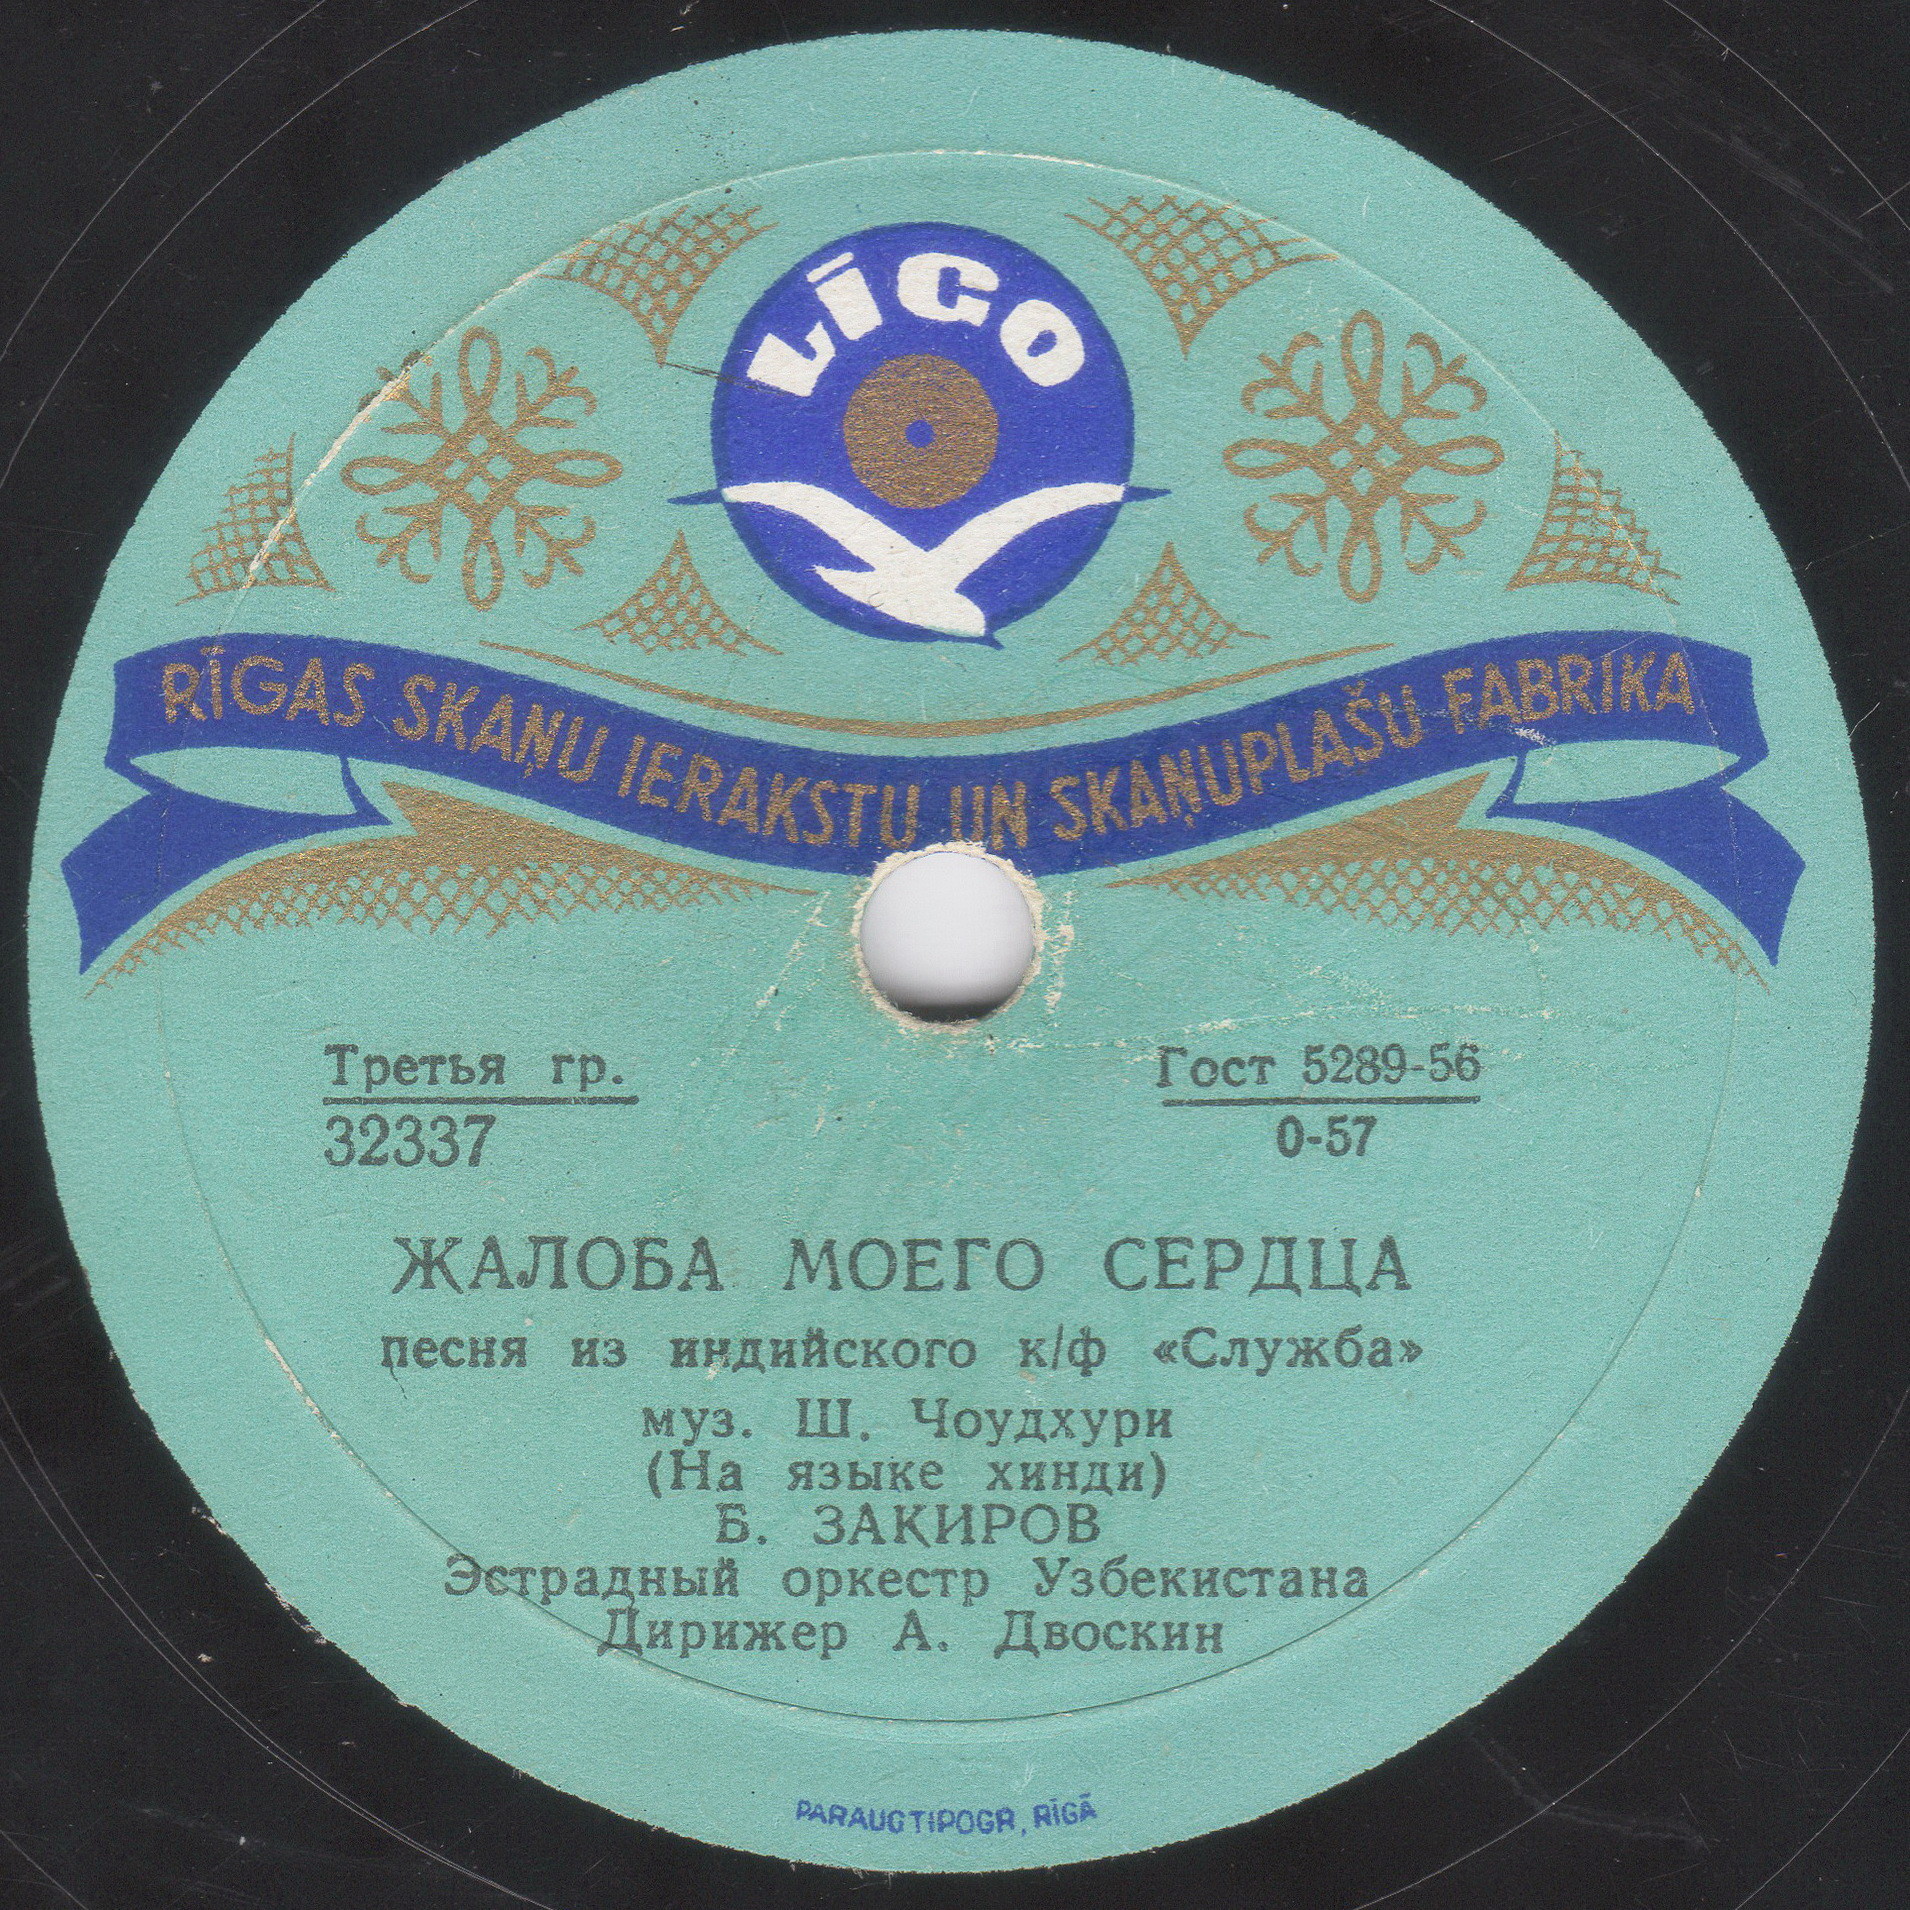 LĪGO
RĪGAS SKAŅU IERAKSTU UN SKAŅUPLAŠU FABRIKA
Третья гр.
32337
Гост 5289-56
0-57
ЖАЛОБА МОЕГО СЕРДЦА
песня из индийского к/ф «Служба»
муз. Ш. Чоудхури
(На языке хинди)
Б. ЗАКИРОВ
Эстрадный оркестр Узбекистана
Дирижер А. Двоскин
PARAUGTIPOGR, RĪGĀ